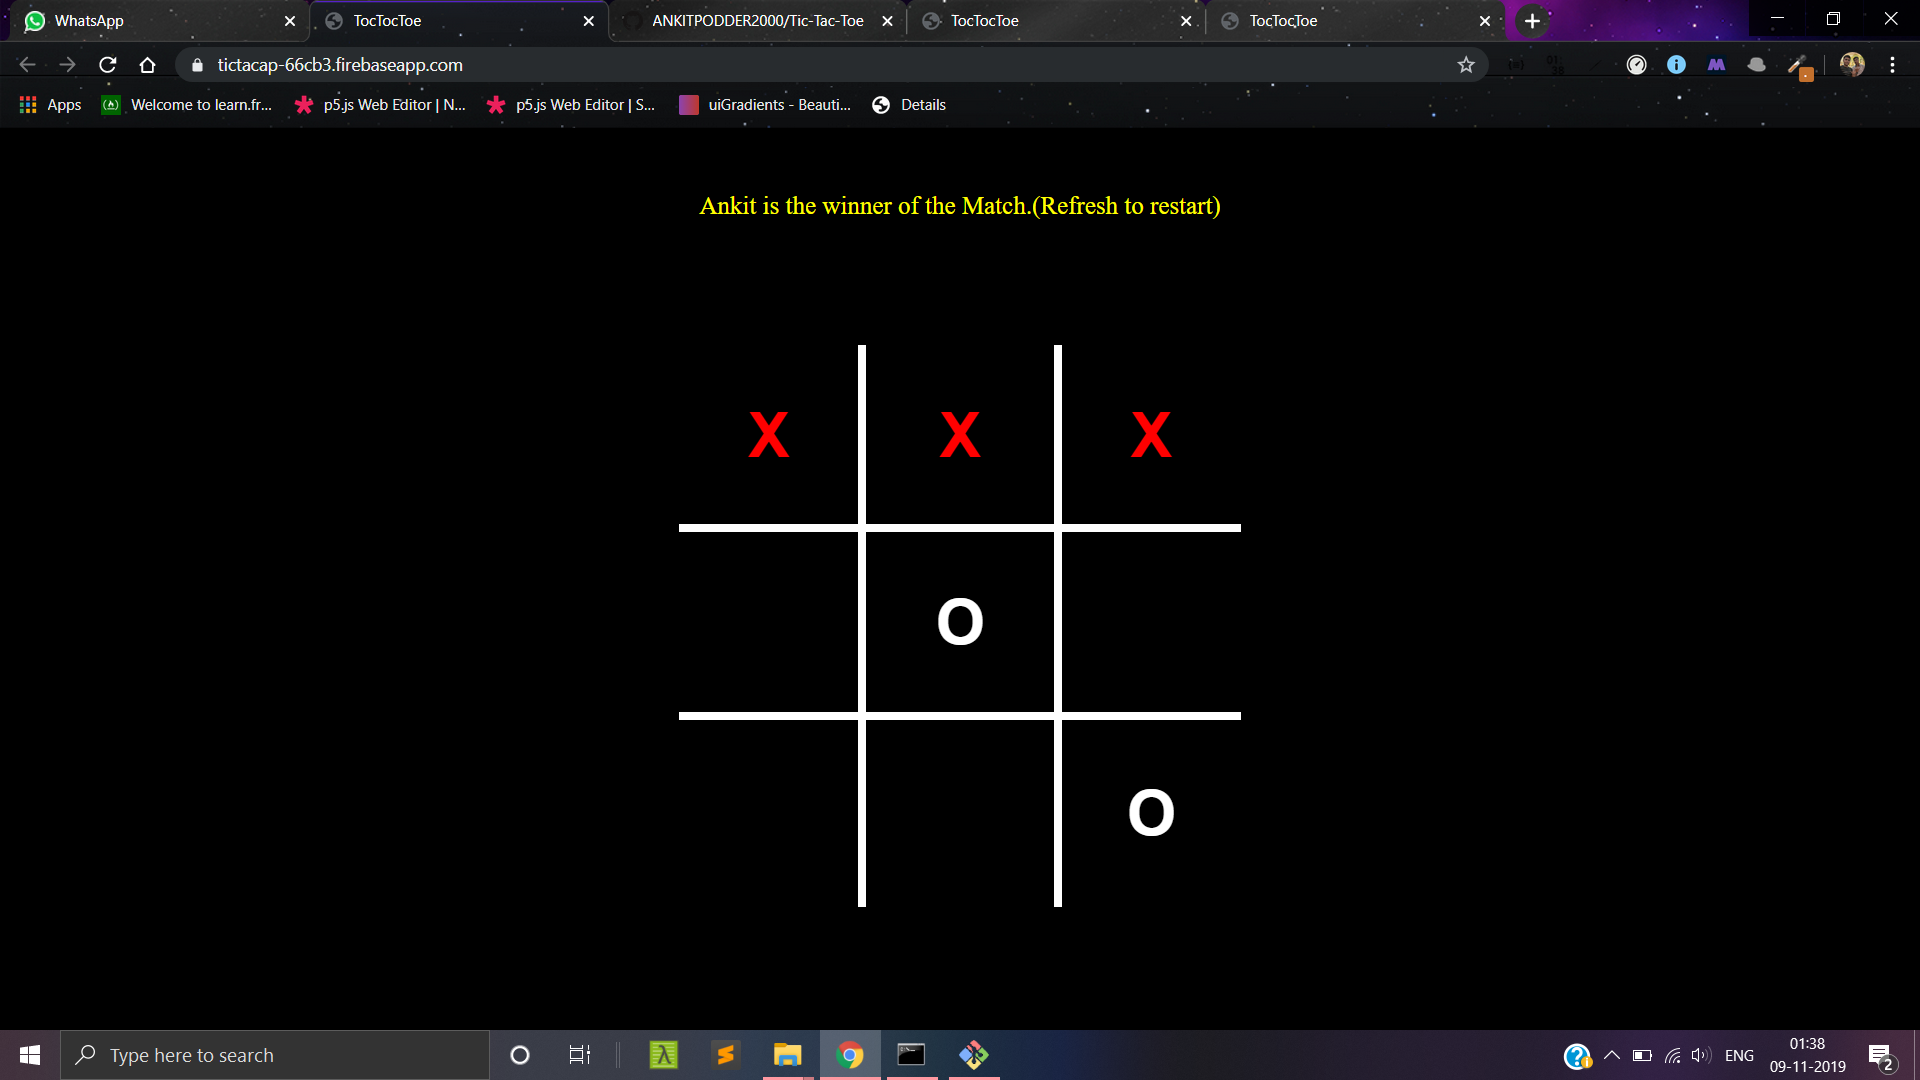 WhatsApp
TocTocToe
ANKITPODDER2000/Tic-Tac-Toe
TocTocToe
TocTocToe
tictacap-66cb3.firebaseapp.com
Apps
Welcome to learn.fr...
p5.js Web Editor | N...
p5.js Web Editor | S...
uiGradients - Beauti...
Details
Ankit is the winner of the Match.(Refresh to restart)
X X X
O
O
Type here to search
ENG
01:38
09-11-2019
2